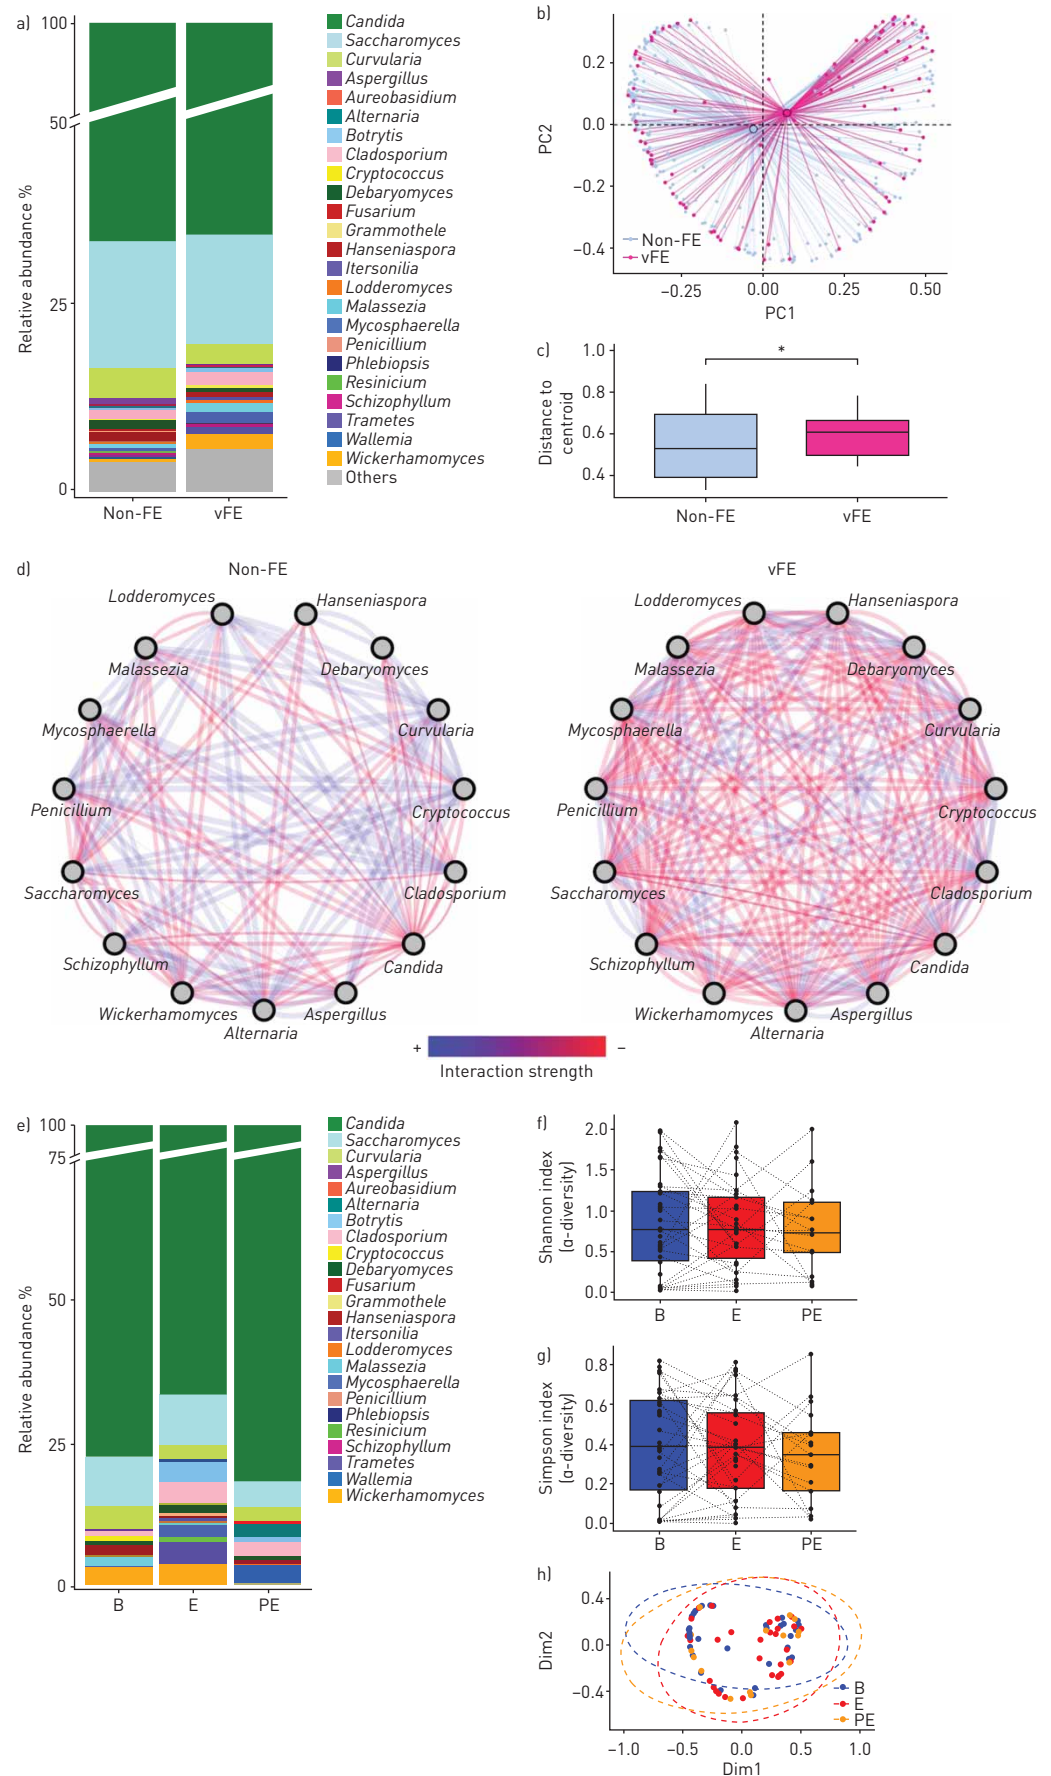 a)
100
50
25
0
Relative abundance %
Non-FE
vFE
Candida
Saccharomyces
Curvularia
Aspergillus
Aureobasidium
Alternaria
Botrytis
Cladosporium
Cryptococcus
Debaryomyces
Fusarium
Grammothele
Hanseniaspora
Itersonilia
Lodderomyces
Malassezia
Mycosphaerella
Penicillium
Phlebiopsis
Resinicium
Schizophyllum
Trametes
Wallemia
Wickerhamomyces
Others
b)
0.2
0.0
−0.2
−0.4
PC2
Non-FE
vFE
−0.25
0.00
0.25
0.50
PC1
c)
1.0
0.8
0.6
0.4
Distance to
centroid
*
Non-FE
vFE
d)
Non-FE
Lodderomyces
Hanseniaspora
Malassezia
Debaryomyces
Mycosphaerella
Curvularia
Penicillium
Cryptococcus
Saccharomyces
Cladosporium
Schizophyllum
Candida
Wickerhamomyces
Aspergillus
Alternaria
vFE
Lodderomyces
Hanseniaspora
Malassezia
Debaryomyces
Mycosphaerella
Curvularia
Penicillium
Cryptococcus
Saccharomyces
Cladosporium
Schizophyllum
Candida
Wickerhamomyces
Aspergillus
Alternaria
+
−
Interaction strength
e)
100
75
50
25
0
Relative abundance %
B
E
PE
Candida
Saccharomyces
Curvularia
Aspergillus
Aureobasidium
Alternaria
Botrytis
Cladosporium
Cryptococcus
Debaryomyces
Fusarium
Grammothele
Hanseniaspora
Itersonilia
Lodderomyces
Malassezia
Mycosphaerella
Penicillium
Phlebiopsis
Resinicium
Schizophyllum
Trametes
Wallemia
Wickerhamomyces
f)
2.0
1.5
1.0
0.5
0.0
Shannon index
(α-diversity)
B
E
PE
g)
0.8
0.6
0.4
0.2
0.0
Simpson index
(α-diversity)
B
E
PE
h)
0.4
0.0
−0.4
Dim2
B
E
PE
−1.0
−0.5
0.0
0.5
1.0
Dim1